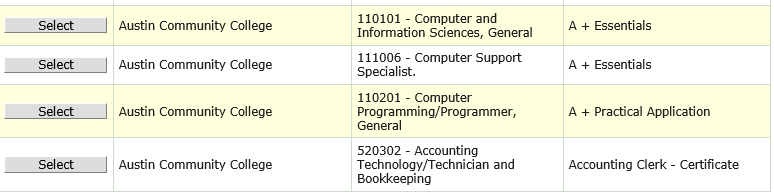 Select Austin Community College 110101 - Computer and Information Sciences, General A + Essentials
Select Austin Community College 111006 - Computer Support Specialist. A + Essentials
Select Austin Community College 110201 - Computer Programming/Programmer, General A + Practical Application
Select Austin Community College 520302 - Accounting Technology/Technician and Bookkeeping Accounting Clerk - Certificate